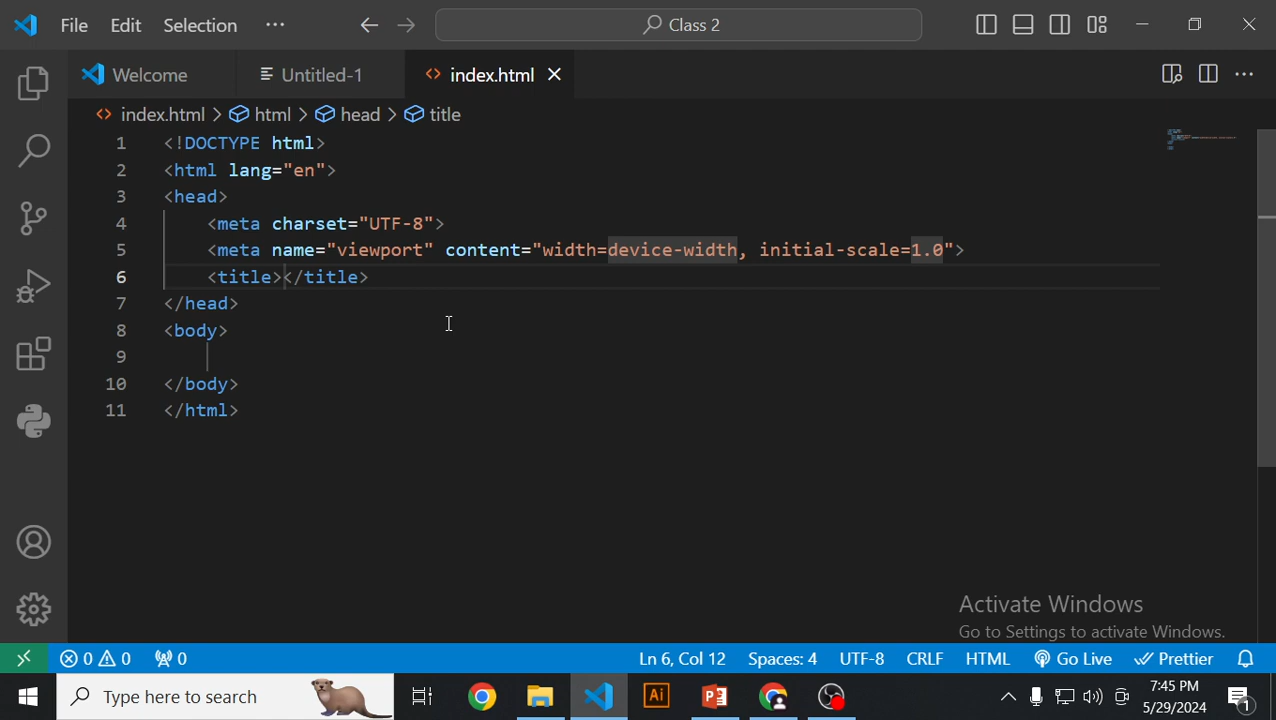 File Edit Selection ··· Class 2
Welcome Untitled-1 index.html
index.html > html > head > title
1 <!DOCTYPE html>
2 <html lang="en">
3 <head>
4 <meta charset="UTF-8">
5 <meta name="viewport" content="width=device-width, initial-scale=1.0">
6 <title></title>
7 </head>
8 <body>
9
10 </body>
11 </html>
Activate Windows
Go to Settings to activate Windows.
0 0 0 Ln 6, Col 12 Spaces: 4 UTF-8 CRLF HTML Go Live Prettier
Type here to search Ai P 7:45 PM
5/29/2024 1